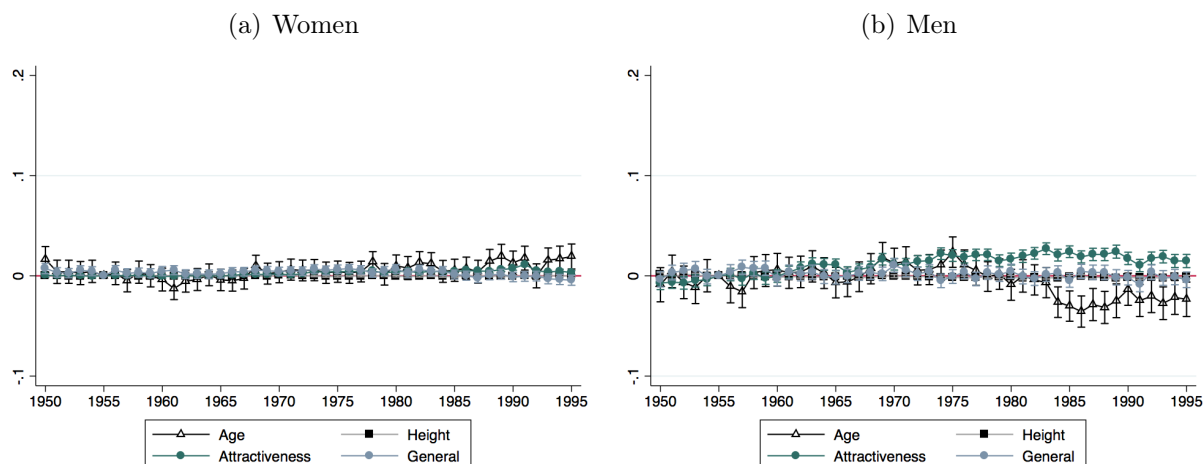 (a) Women
(b) Men
.2
.1
0
-.1
1950 1955 1960 1965 1970 1975 1980 1985 1990 1995
Age
Height
Attractiveness
General
.2
.1
0
-.1
1950 1955 1960 1965 1970 1975 1980 1985 1990 1995
Age
Height
Attractiveness
General